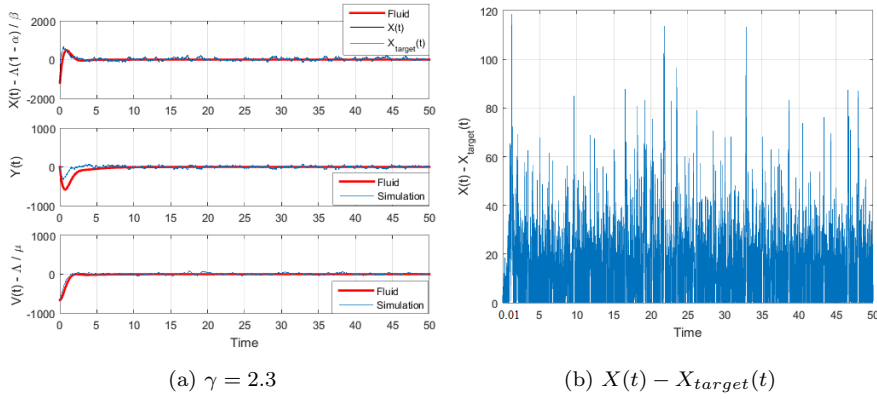 X(t) - Λ(1 - α) / β
2000
0
-2000
Fluid
X(t)
X_target(t)
0 5 10 15 20 25 30 35 40 45 50
Y(t)
1000
0
-1000
Fluid
Simulation
0 5 10 15 20 25 30 35 40 45 50
V(t) - Λ / μ
1000
0
-1000
Fluid
Simulation
0 5 10 15 20 25 30 35 40 45 50
Time
(a) γ = 2.3
X(t) - X_target(t)
120
100
80
60
40
20
0
0.01 5 10 15 20 25 30 35 40 45 50
Time
(b) X(t) − X_target(t)